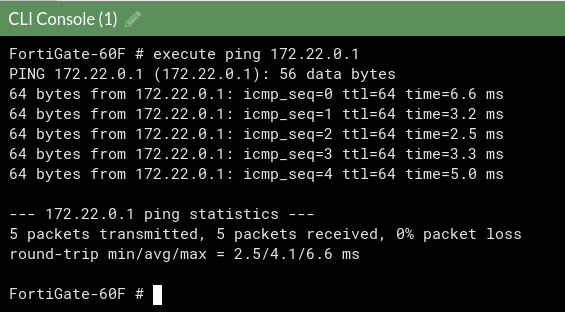 CLI Console (1)
FortiGate-60F # execute ping 172.22.0.1
PING 172.22.0.1 (172.22.0.1): 56 data bytes
64 bytes from 172.22.0.1: icmp_seq=0 ttl=64 time=6.6 ms
64 bytes from 172.22.0.1: icmp_seq=1 ttl=64 time=3.2 ms
64 bytes from 172.22.0.1: icmp_seq=2 ttl=64 time=2.5 ms
64 bytes from 172.22.0.1: icmp_seq=3 ttl=64 time=3.3 ms
64 bytes from 172.22.0.1: icmp_seq=4 ttl=64 time=5.0 ms
--- 172.22.0.1 ping statistics ---
5 packets transmitted, 5 packets received, 0% packet loss
round-trip min/avg/max = 2.5/4.1/6.6 ms
FortiGate-60F #